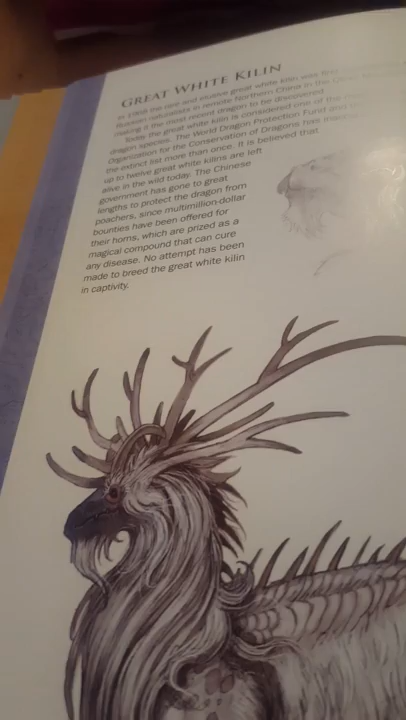 GREAT WHITE KILIN
In 1968 the rare and elusive great white kilin was first
Russian naturalists in remote Northern China in the
making it the most recent dragon to be discovered
Today the great white kilin is considered one of the
dragon species. The World Dragon Protection Fund and
Organization for the Conservation of Dragons has
the extinct list more than once. It is believed that
up to twelve great white kilins are left
alive in the wild today. The Chinese
government has gone to great
lengths to protect the dragon from
poachers, since multimillion-dollar
bounties have been offered for
their horns, which are prized as a
magical compound that can cure
any disease. No attempt has been
made to breed the great white kilin
in captivity.